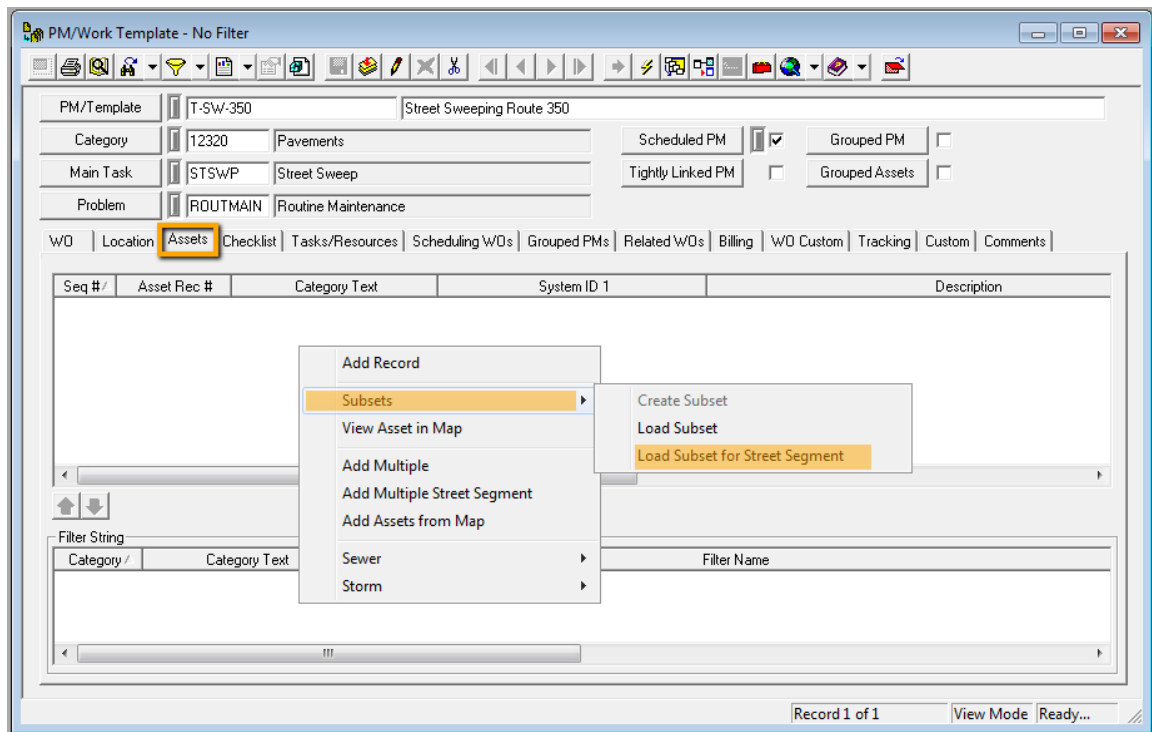 PM/Work Template - No Filter
PM/Template T-SW-350 Street Sweeping Route 350
Category 12320 Pavements Scheduled PM Grouped PM
Main Task STSWP Street Sweep Tightly Linked PM Grouped Assets
Problem ROUTMAIN Routine Maintenance
WO Location Assets Checklist Tasks/Resources Scheduling WOs Grouped PMs Related WOs Billing WO Custom Tracking Custom Comments
Seq # Asset Rec # Category Text System ID 1 Description
Add Record
Subsets Create Subset
View Asset in Map Load Subset
Load Subset for Street Segment
Add Multiple
Add Multiple Street Segment
Add Assets from Map
Filter String
Category Category Text Filter Name
Sewer
Storm
Record 1 of 1 View Mode Ready...